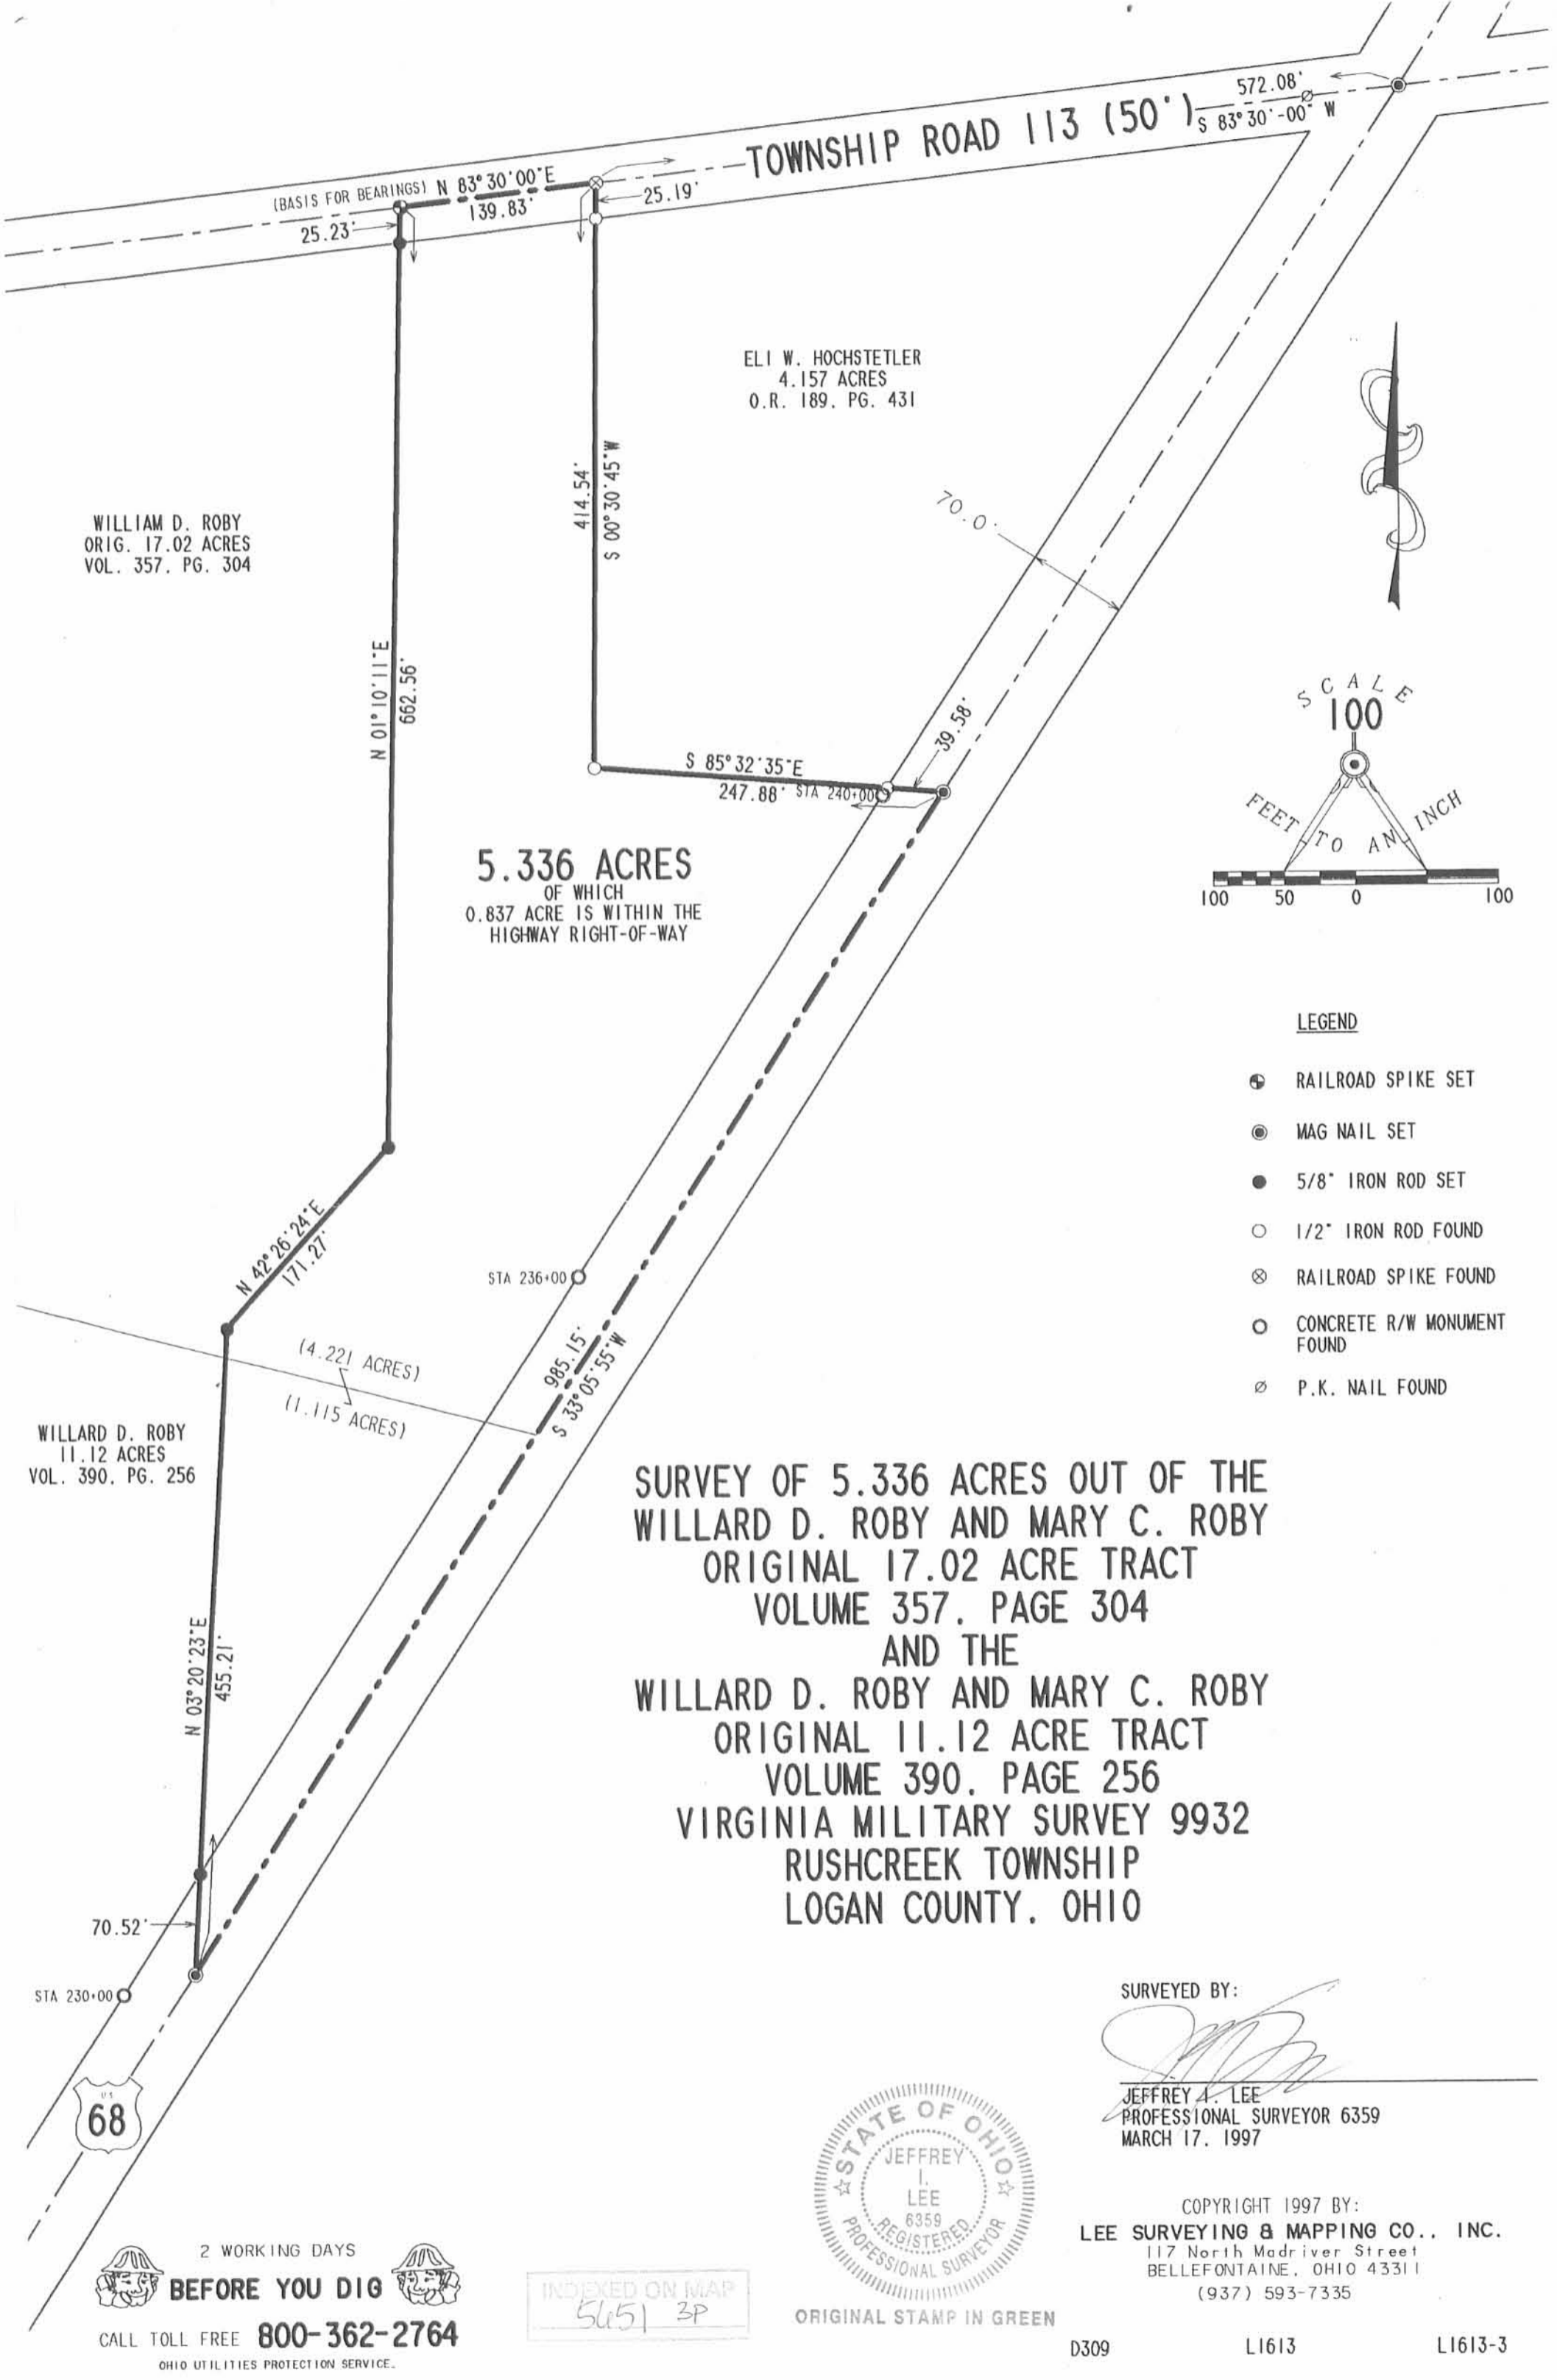 572.08'
S 83°30'-00" W
TOWNSHIP ROAD 113 (50')
(BASIS FOR BEARINGS) N 83°30'00"E
139.83'
25.19'
25.23'
ELI W. HOCHSTETLER
4.157 ACRES
O.R. 189, PG. 431
414.54'
S 00°30'45"W
70.0'
WILLIAM D. ROBY
ORIG. 17.02 ACRES
VOL. 357, PG. 304
N 01°01'11"E
662.56'
SCALE
100
FEET TO AN INCH
100 50 0 100
39.58'
S 85°32'35"E
247.88' STA 240+00
5.336 ACRES
OF WHICH
0.837 ACRE IS WITHIN THE
HIGHWAY RIGHT-OF-WAY
LEGEND
RAILROAD SPIKE SET
MAG NAIL SET
5/8" IRON ROD SET
1/2" IRON ROD FOUND
RAILROAD SPIKE FOUND
CONCRETE R/W MONUMENT
FOUND
P.K. NAIL FOUND
N 42°26'24"E
171.27'
STA 236+00
(4.221 ACRES)
(1.115 ACRES)
985.15'
S 33°05'55"W
WILLARD D. ROBY
11.12 ACRES
VOL. 390, PG. 256
N 03°20'23"E
455.21'
SURVEY OF 5.336 ACRES OUT OF THE
WILLARD D. ROBY AND MARY C. ROBY
ORIGINAL 17.02 ACRE TRACT
VOLUME 357, PAGE 304
AND THE
WILLARD D. ROBY AND MARY C. ROBY
ORIGINAL 11.12 ACRE TRACT
VOLUME 390, PAGE 256
VIRGINIA MILITARY SURVEY 9932
RUSHCREEK TOWNSHIP
LOGAN COUNTY, OHIO
70.52'
STA 230+00
US
68
SURVEYED BY:
JEFFREY I. LEE
PROFESSIONAL SURVEYOR 6359
MARCH 17, 1997
STATE OF OHIO
JEFFREY
I.
LEE
6359
REGISTERED
PROFESSIONAL SURVEYOR
ORIGINAL STAMP IN GREEN
COPYRIGHT 1997 BY:
LEE SURVEYING & MAPPING CO., INC.
117 North Madriver Street
BELLEFONTAINE, OHIO 43311
(937) 593-7335
2 WORKING DAYS
BEFORE YOU DIG
CALL TOLL FREE 800-362-2764
OHIO UTILITIES PROTECTION SERVICE.
INDEXED ON MAP
5651 3P
D309 L1613 L1613-3